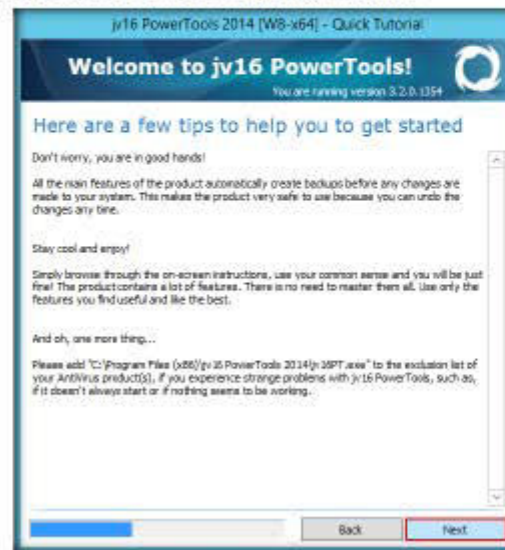 jv16 PowerTools 2014 [W8-x64] - Quick Tutorial
Welcome to jv16 PowerTools!
You are running version 3.2.0.1354
Here are a few tips to help you to get started
Don't worry, you are in good hands!
All the main features of the product automatically create backups before any changes are
made to your system. This makes the product very safe to use because you can undo the
changes any time.
Stay cool and enjoy!
Simply browse through the on-screen instructions, use your common sense and you will be just
fine! The product contains a lot of features. There is no need to master them all. Use only the
features you find useful and like the best.
And oh, one more thing...
Please add "C:\Program Files (x86)\jv16 PowerTools 2014\jv16PT.exe" to the exclusion list of
your AntiVirus product(s), if you experience strange problems with jv16 PowerTools, such as,
if it doesn't always start or if nothing seems to be working.
Back Next